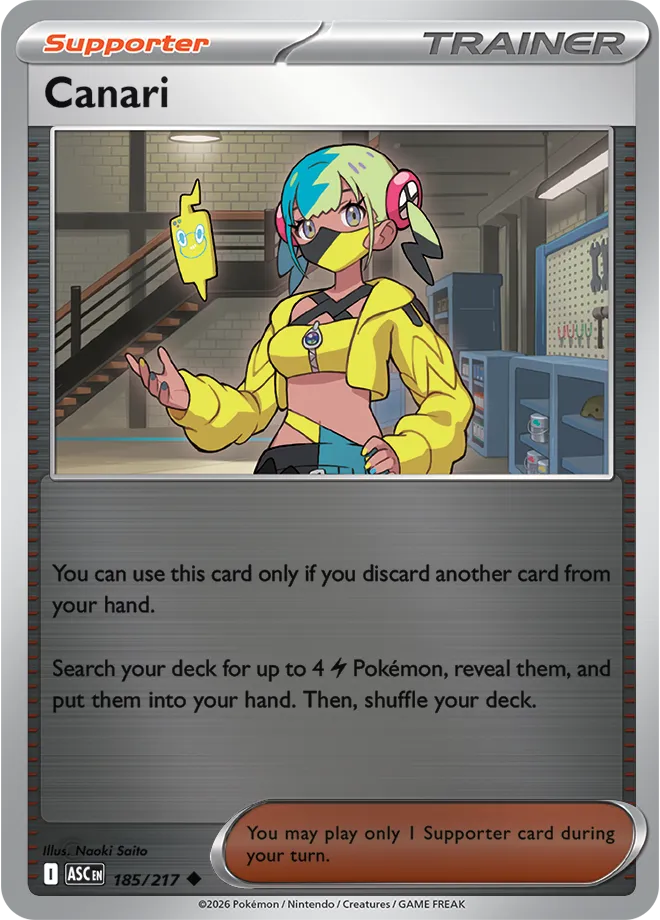 Supporter
TRAINER
Canari
You can use this card only if you discard another card from
your hand.
Search your deck for up to 4 Pokémon, reveal them, and
put them into your hand. Then, shuffle your deck.
You may play only 1 Supporter card during
your turn.
Illus. Naoki Saito
I ASC EN 185/217
©2026 Pokémon / Nintendo / Creatures / GAME FREAK